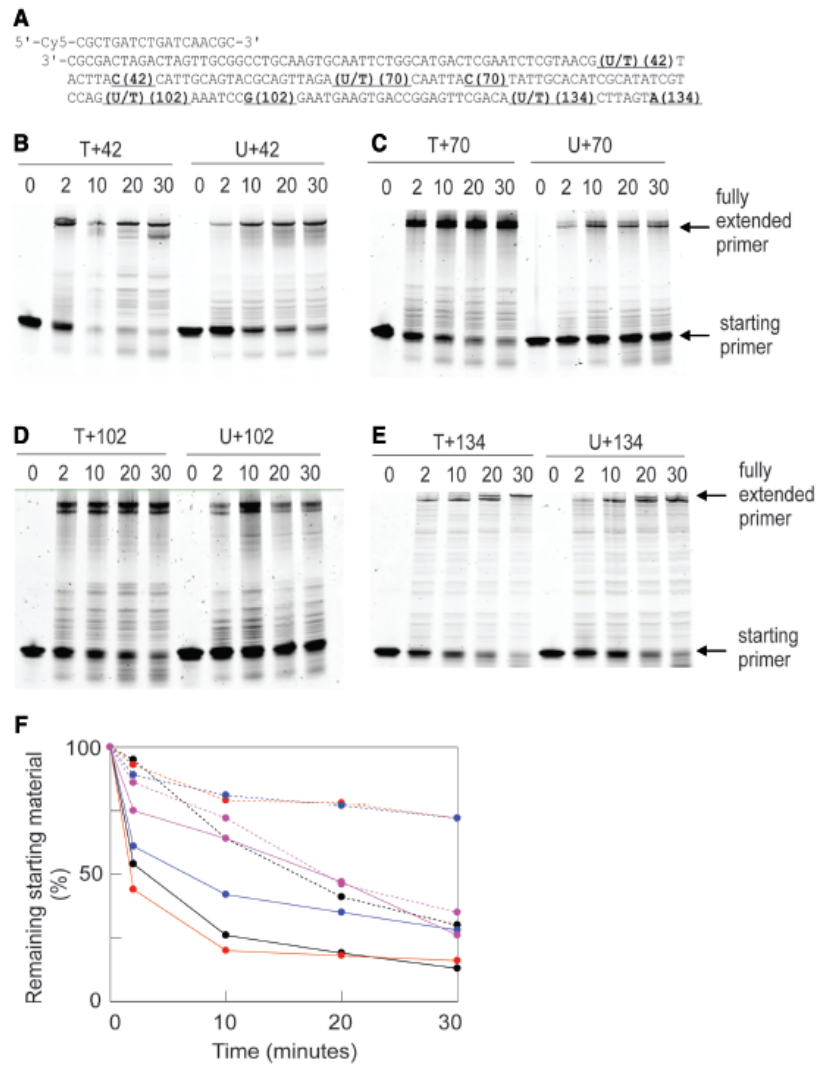 A
5'-Cy5-CGCTGATCTGATCAACGC-3'
3'-CGCGACTAGACTAGTTGCGGCCTGCAAGTGCAATTCTGGCATGACTCGAATCTCGTAACG(U/T)(42)T
ACTTAC(42)CATTGCAGTACGCAGTTAGA(U/T)(70)CAATTAC(70)TATTGCACATCGCATATCGT
CCAG(U/T)(102)AAATCCG(102)GAATGAAGTGACCGGAGTTCGACA(U/T)(134)CTTAGTA(134)
B
T+42 U+42
0 2 10 20 30 0 2 10 20 30
C
T+70 U+70
0 2 10 20 30 0 2 10 20 30
fully
extended
primer
starting
primer
D
T+102 U+102
0 2 10 20 30 0 2 10 20 30
E
T+134 U+134
0 2 10 20 30 0 2 10 20 30
fully
extended
primer
starting
primer
F
Remaining starting material
(%)
100
50
0
0 10 20 30
Time (minutes)